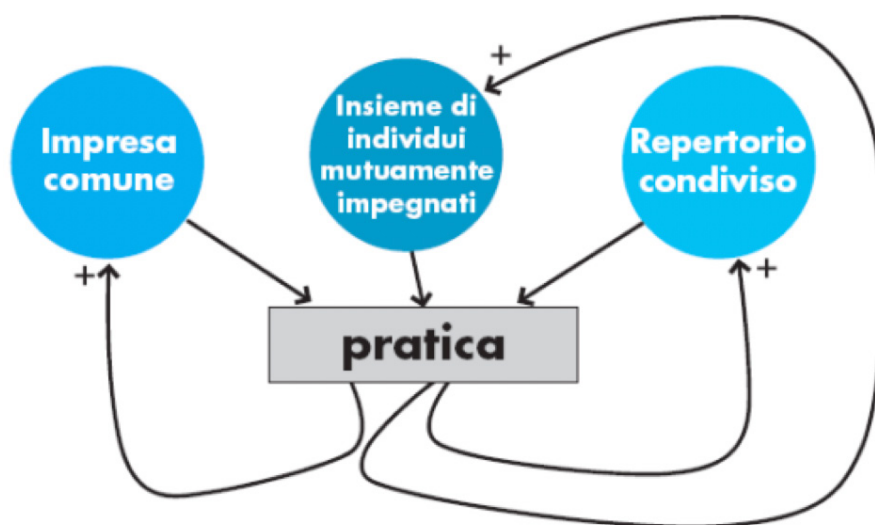 Impresa
comune
Insieme di
individui
mutuamente
impegnati
Repertorio
condiviso
+
+
+
pratica